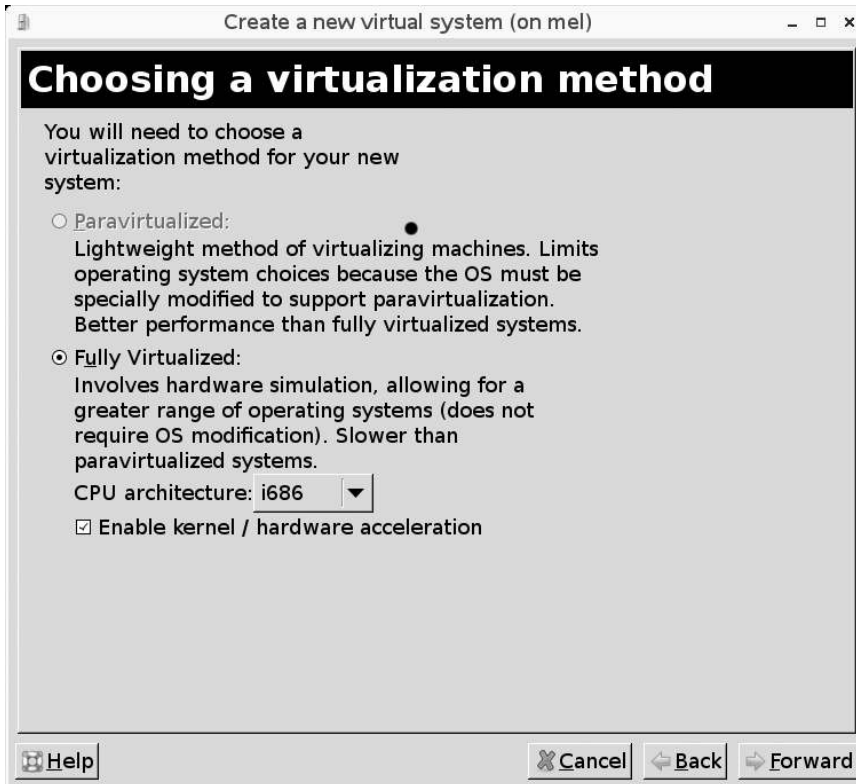 Create a new virtual system (on mel)
Choosing a virtualization method
You will need to choose a
virtualization method for your new
system:
Paravirtualized:
Lightweight method of virtualizing machines. Limits
operating system choices because the OS must be
specially modified to support paravirtualization.
Better performance than fully virtualized systems.
Fully Virtualized:
Involves hardware simulation, allowing for a
greater range of operating systems (does not
require OS modification). Slower than
paravirtualized systems.
CPU architecture: i686
Enable kernel / hardware acceleration
Help Cancel Back Forward